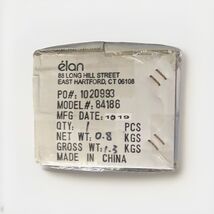 élan
88 LONG HILL STREET
EAST HARTFORD, CT 06108
PO#: 1020993
MODEL#: 84186
MFG DATE: 1019
QTY: 1 PCS
NET WT: 0.8 KGS
GROSS WT: 1.3 KGS
MADE IN CHINA